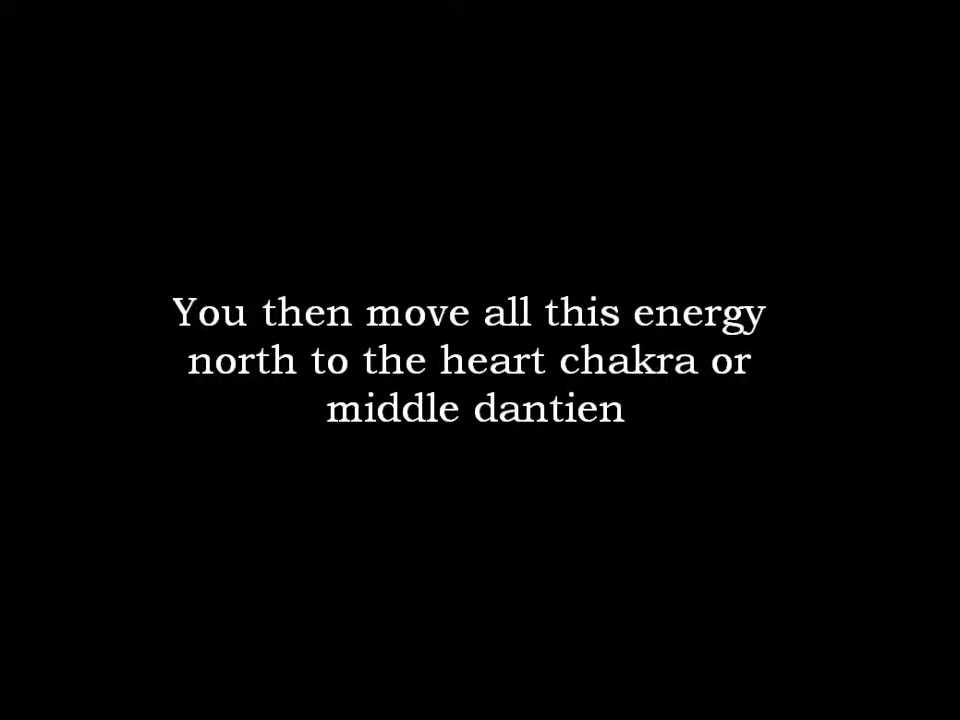 You then move all this energy
north to the heart chakra or
middle dantien